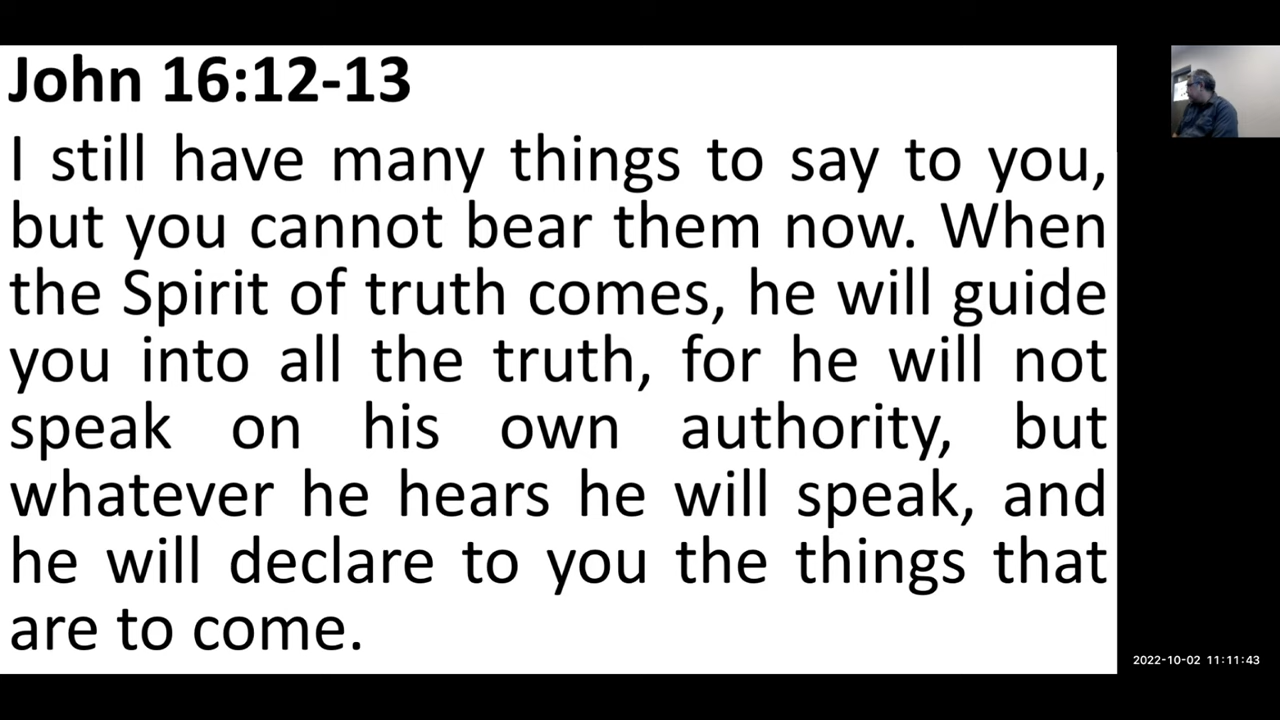 John 16:12-13
I still have many things to say to you,
but you cannot bear them now. When
the Spirit of truth comes, he will guide
you into all the truth, for he will not
speak on his own authority, but
whatever he hears he will speak, and
he will declare to you the things that
are to come.
2022-10-02 11:11:43